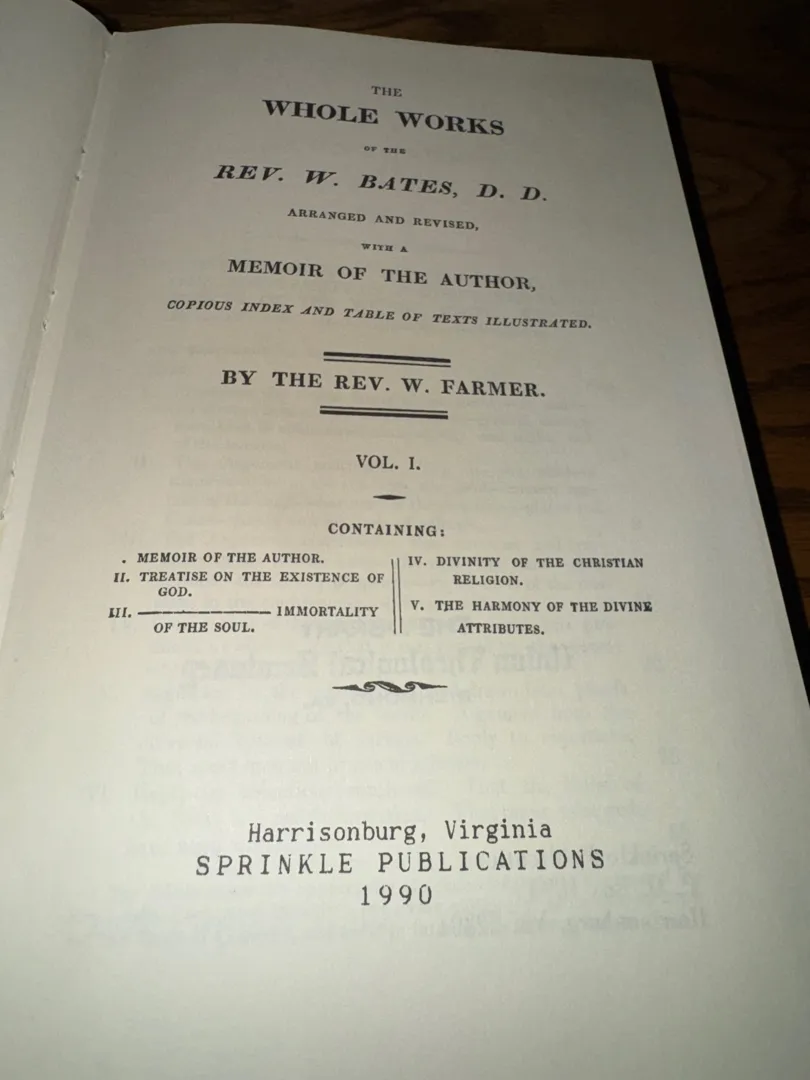 THE
WHOLE WORKS
OF THE
REV. W. BATES, D. D.
ARRANGED AND REVISED,
WITH A
MEMOIR OF THE AUTHOR,
COPIOUS INDEX AND TABLE OF TEXTS ILLUSTRATED.
BY THE REV. W. FARMER.
VOL. I.
CONTAINING:
. MEMOIR OF THE AUTHOR.
II. TREATISE ON THE EXISTENCE OF
GOD.
III. ——————— IMMORTALITY
OF THE SOUL.
IV. DIVINITY OF THE CHRISTIAN
RELIGION.
V. THE HARMONY OF THE DIVINE
ATTRIBUTES.
Harrisonburg, Virginia
SPRINKLE PUBLICATIONS
1990